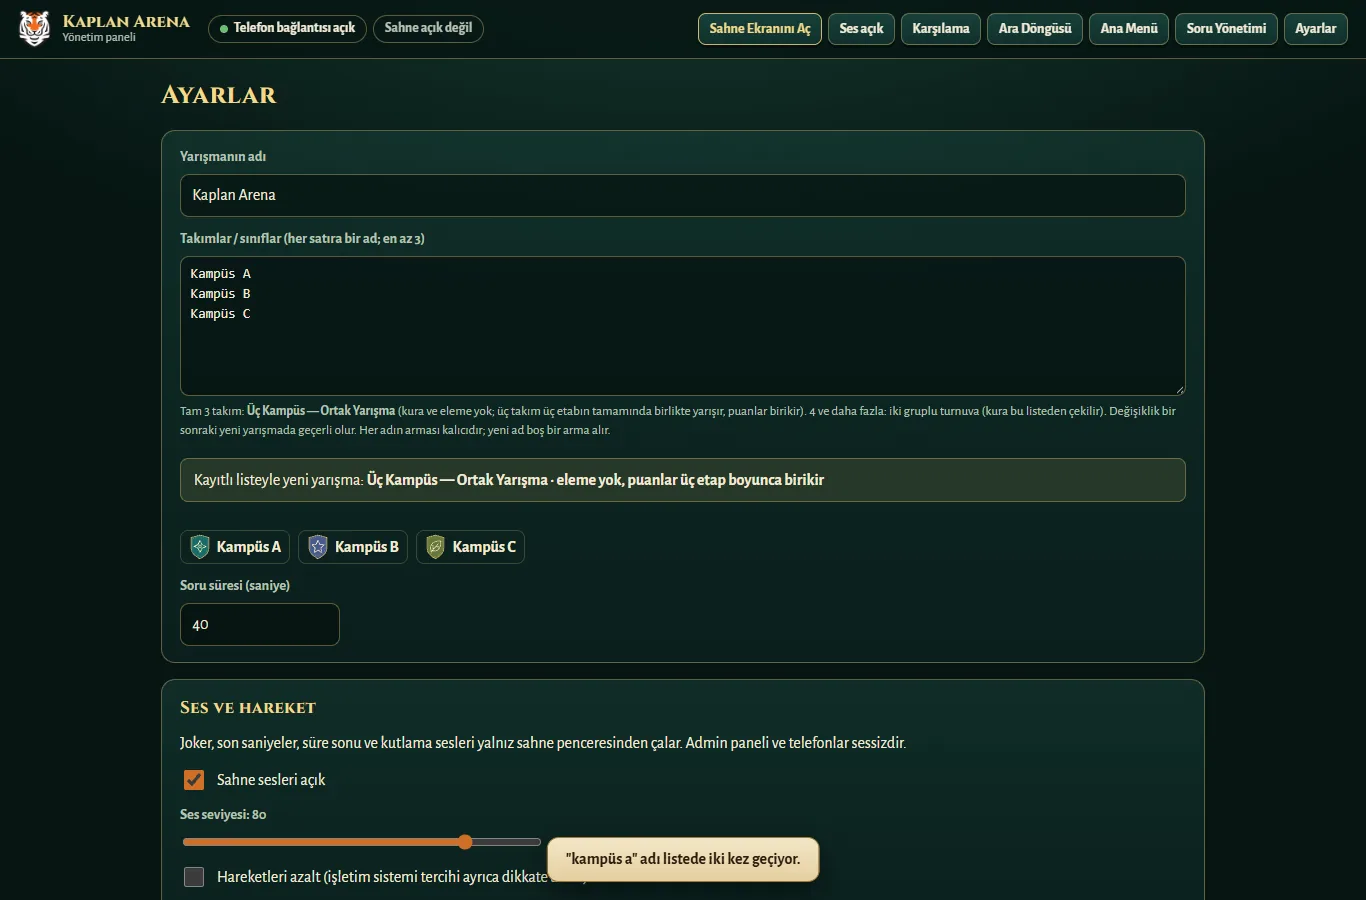 Kaplan Arena
Yönetim paneli
Telefon bağlantısı açık
Sahne açık değil
Sahne Ekranını Aç
Ses açık
Karşılama
Ara Döngüsü
Ana Menü
Soru Yönetimi
Ayarlar
Ayarlar
Yarışmanın adı
Kaplan Arena
Takımlar / sınıflar (her satıra bir ad; en az 3)
Kampüs A
Kampüs B
Kampüs C
Tam 3 takım: Üç Kampüs — Ortak Yarışma (kura ve eleme yok; üç takım üç etabın tamamında birlikte yarışır, puanlar birikir). 4 ve daha fazla: iki gruplu turnuva (kura bu listeden çekilir). Değişiklik bir
sonraki yeni yarışmada geçerli olur. Her adın arması kalıcıdır; yeni ad boş bir arma alır.
Kayıtlı listeyle yeni yarışma: Üç Kampüs — Ortak Yarışma · eleme yok, puanlar üç etap boyunca birikir
Kampüs A
Kampüs B
Kampüs C
Soru süresi (saniye)
40
Ses ve hareket
Joker, son saniyeler, süre sonu ve kutlama sesleri yalnız sahne penceresinden çalar. Admin paneli ve telefonlar sessizdir.
Sahne sesleri açık
Ses seviyesi: 80
"kampüs a" adı listede iki kez geçiyor.
Hareketleri azalt (işletim sistemi tercihi ayrıca dikkate